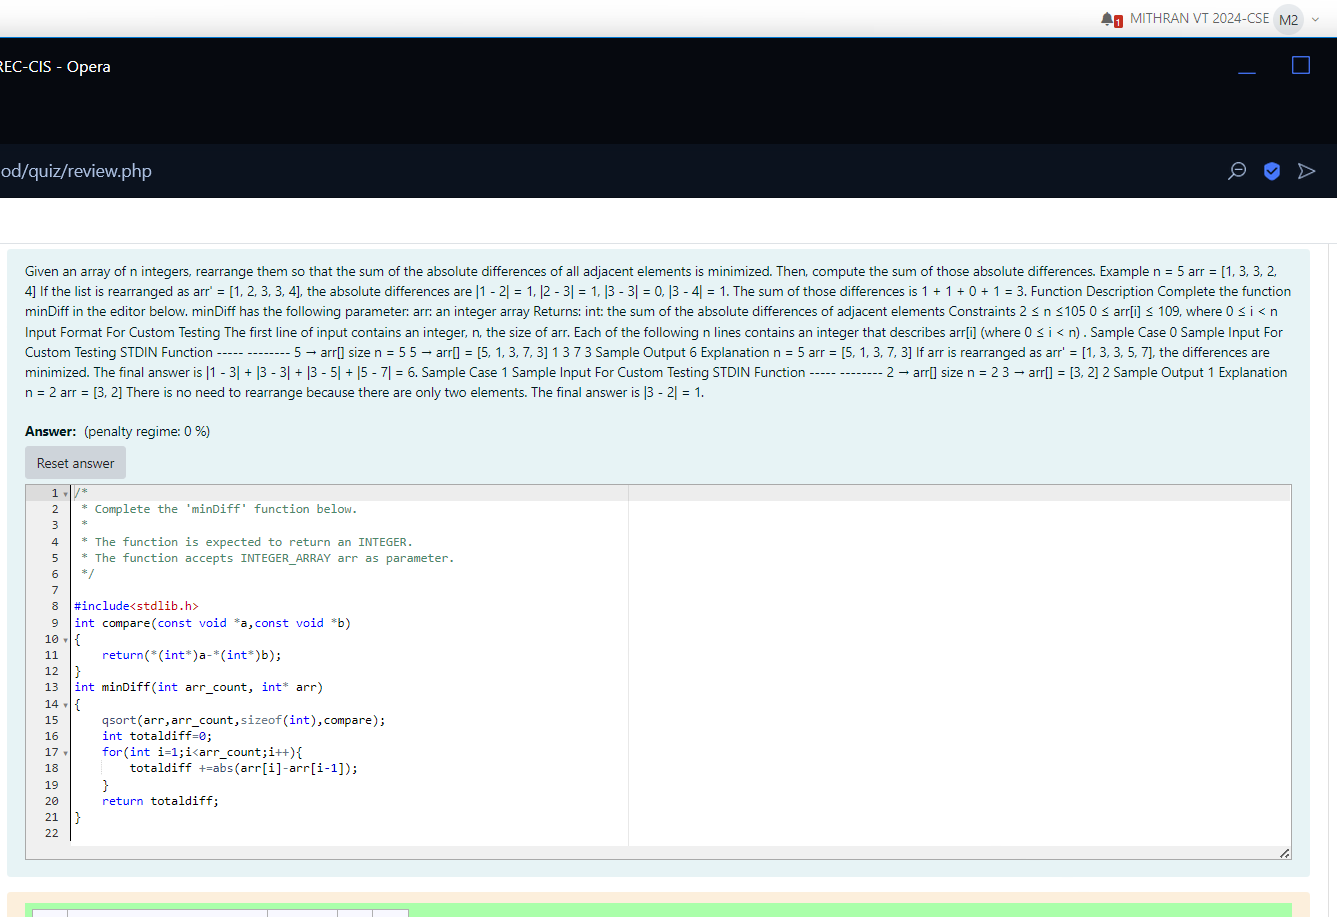 1 MITHRAN VT 2024-CSE M2
REC-CIS - Opera
od/quiz/review.php
Given an array of n integers, rearrange them so that the sum of the absolute differences of all adjacent elements is minimized. Then, compute the sum of those absolute differences. Example n = 5 arr = [1, 3, 3, 2,
4] If the list is rearranged as arr' = [1, 2, 3, 3, 4], the absolute differences are |1 - 2| = 1, |2 - 3| = 1, |3 - 3| = 0, |3 - 4| = 1. The sum of those differences is 1 + 1 + 0 + 1 = 3. Function Description Complete the function
minDiff in the editor below. minDiff has the following parameter: arr: an integer array Returns: int: the sum of the absolute differences of adjacent elements Constraints 2 ≤ n ≤105 0 ≤ arr[i] ≤ 109, where 0 ≤ i < n
Input Format For Custom Testing The first line of input contains an integer, n, the size of arr. Each of the following n lines contains an integer that describes arr[i] (where 0 ≤ i < n) . Sample Case 0 Sample Input For
Custom Testing STDIN Function ----- -------- 5 → arr[] size n = 5 5 → arr[] = [5, 1, 3, 7, 3] 1 3 7 3 Sample Output 6 Explanation n = 5 arr = [5, 1, 3, 7, 3] If arr is rearranged as arr' = [1, 3, 3, 5, 7], the differences are
minimized. The final answer is |1 - 3| + |3 - 3| + |3 - 5| + |5 - 7| = 6. Sample Case 1 Sample Input For Custom Testing STDIN Function ----- -------- 2 → arr[] size n = 2 3 → arr[] = [3, 2] 2 Sample Output 1 Explanation
n = 2 arr = [3, 2] There is no need to rearrange because there are only two elements. The final answer is |3 - 2| = 1.
Answer: (penalty regime: 0 %)
Reset answer
1 /*
2 * Complete the 'minDiff' function below.
3 *
4 * The function is expected to return an INTEGER.
5 * The function accepts INTEGER_ARRAY arr as parameter.
6 */
7
8 #include<stdlib.h>
9 int compare(const void *a,const void *b)
10 {
11 return(*(int*)a-*(int*)b);
12 }
13 int minDiff(int arr_count, int* arr)
14 {
15 qsort(arr,arr_count,sizeof(int),compare);
16 int totaldiff=0;
17 for(int i=1;i<arr_count;i++){
18 totaldiff +=abs(arr[i]-arr[i-1]);
19 }
20 return totaldiff;
21 }
22